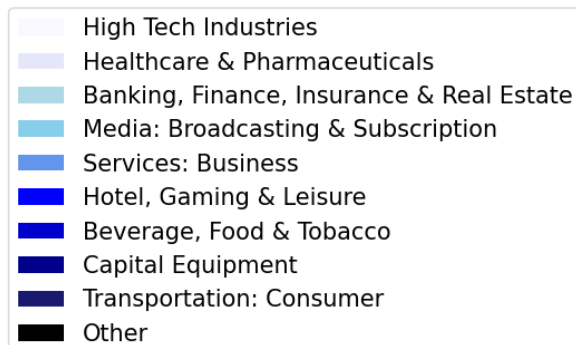 High Tech Industries
Healthcare & Pharmaceuticals
Banking, Finance, Insurance & Real Estate
Media: Broadcasting & Subscription
Services: Business
Hotel, Gaming & Leisure
Beverage, Food & Tobacco
Capital Equipment
Transportation: Consumer
Other